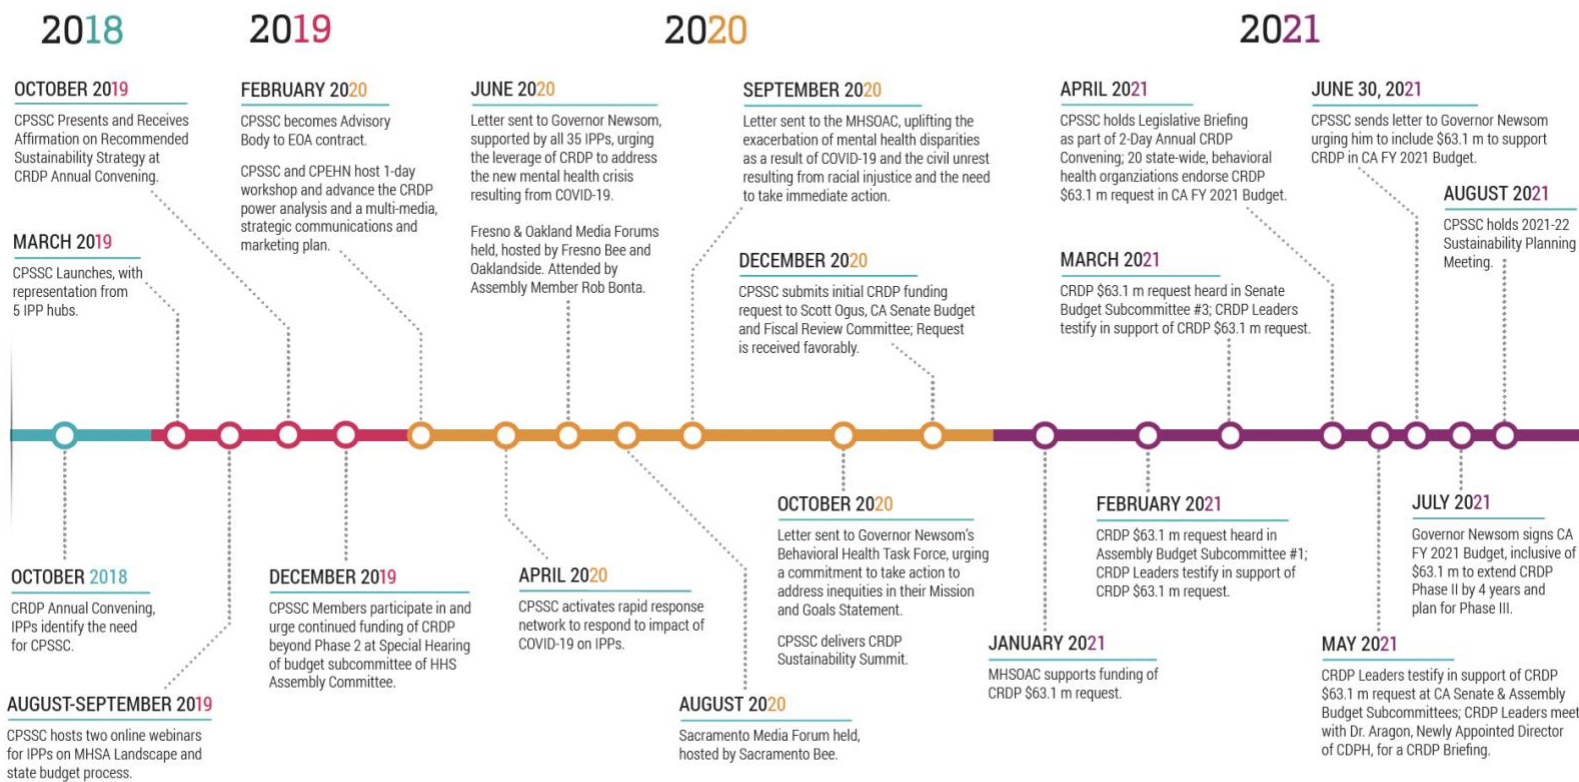 2018
2019
2020
2021
OCTOBER 2019
CPSSC Presents and Receives
Affirmation on Recommended
Sustainability Strategy at
CRDP Annual Convening.
MARCH 2019
CPSSC Launches, with
representation from
5 IPP hubs.
FEBRUARY 2020
CPSSC becomes Advisory
Body to EOA contract.
CPSSC and CPEHN host 1-day
workshop and advance the CRDP
power analysis and a multi-media,
strategic communications and
marketing plan.
JUNE 2020
Letter sent to Governor Newsom,
supported by all 35 IPPs, urging
the leverage of CRDP to address
the new mental health crisis
resulting from COVID-19.
Fresno & Oakland Media Forums
held, hosted by Fresno Bee and
Oaklandside. Attended by
Assembly Member Rob Bonta.
SEPTEMBER 2020
Letter sent to the MHSOAC, uplifting the
exacerbation of mental health disparities
as a result of COVID-19 and the civil unrest
resulting from racial injustice and the need
to take immediate action.
DECEMBER 2020
CPSSC submits initial CRDP funding
request to Scott Ogus, CA Senate Budget
and Fiscal Review Committee; Request
is received favorably.
APRIL 2021
CPSSC holds Legislative Briefing
as part of 2-Day Annual CRDP
Convening; 20 state-wide, behavioral
health organziations endorse CRDP
$63.1 m request in CA FY 2021 Budget.
MARCH 2021
CRDP $63.1 m request heard in Senate
Budget Subcommittee #3; CRDP Leaders
testify in support of CRDP $63.1 m request.
JUNE 30, 2021
CPSSC sends letter to Governor Newsom
urging him to include $63.1 m to support
CRDP in CA FY 2021 Budget.
AUGUST 2021
CPSSC holds 2021-22
Sustainability Planning
Meeting.
OCTOBER 2018
CRDP Annual Convening,
IPPs identify the need
for CPSSC.
AUGUST-SEPTEMBER 2019
CPSSC hosts two online webinars
for IPPs on MHSA Landscape and
state budget process.
DECEMBER 2019
CPSSC Members participate in and
urge continued funding of CRDP
beyond Phase 2 at Special Hearing
of budget subcommittee of HHS
Assembly Committee.
APRIL 2020
CPSSC activates rapid response
network to respond to impact of
COVID-19 on IPPs.
AUGUST 2020
Sacramento Media Forum held,
hosted by Sacramento Bee.
OCTOBER 2020
Letter sent to Governor Newsom's
Behavioral Health Task Force, urging
a commitment to take action to
address inequities in their Mission
and Goals Statement.
CPSSC delivers CRDP
Sustainability Summit.
JANUARY 2021
MHSOAC supports funding of
CRDP $63.1 m request.
FEBRUARY 2021
CRDP $63.1 m request heard in
Assembly Budget Subcommittee #1;
CRDP Leaders testify in support of
CRDP $63.1 m request.
JULY 2021
Governor Newsom signs CA
FY 2021 Budget, inclusive of
$63.1 m to extend CRDP
Phase II by 4 years and
plan for Phase III.
MAY 2021
CRDP Leaders testify in support of CRDP
$63.1 m request at CA Senate & Assembly
Budget Subcommittees; CRDP Leaders meet
with Dr. Aragon, Newly Appointed Director
of CDPH, for a CRDP Briefing.